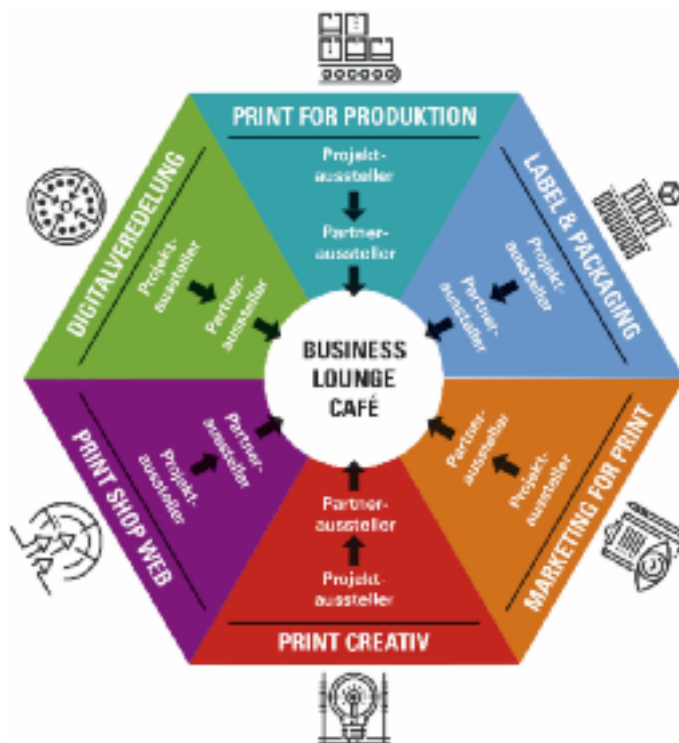 PRINT FOR PRODUKTION
Projekt-
aussteller
Partner-
aussteller
LABEL & PACKAGING
Projekt-
aussteller
Partner-
aussteller
MARKETING FOR PRINT
Projekt-
aussteller
Partner-
aussteller
PRINT CREATIV
Projekt-
aussteller
Partner-
aussteller
PRINT SHOP WEB
Projekt-
aussteller
Partner-
aussteller
DIGITALVEREDELUNG
Projekt-
aussteller
Partner-
aussteller
BUSINESS
LOUNGE
CAFÉ